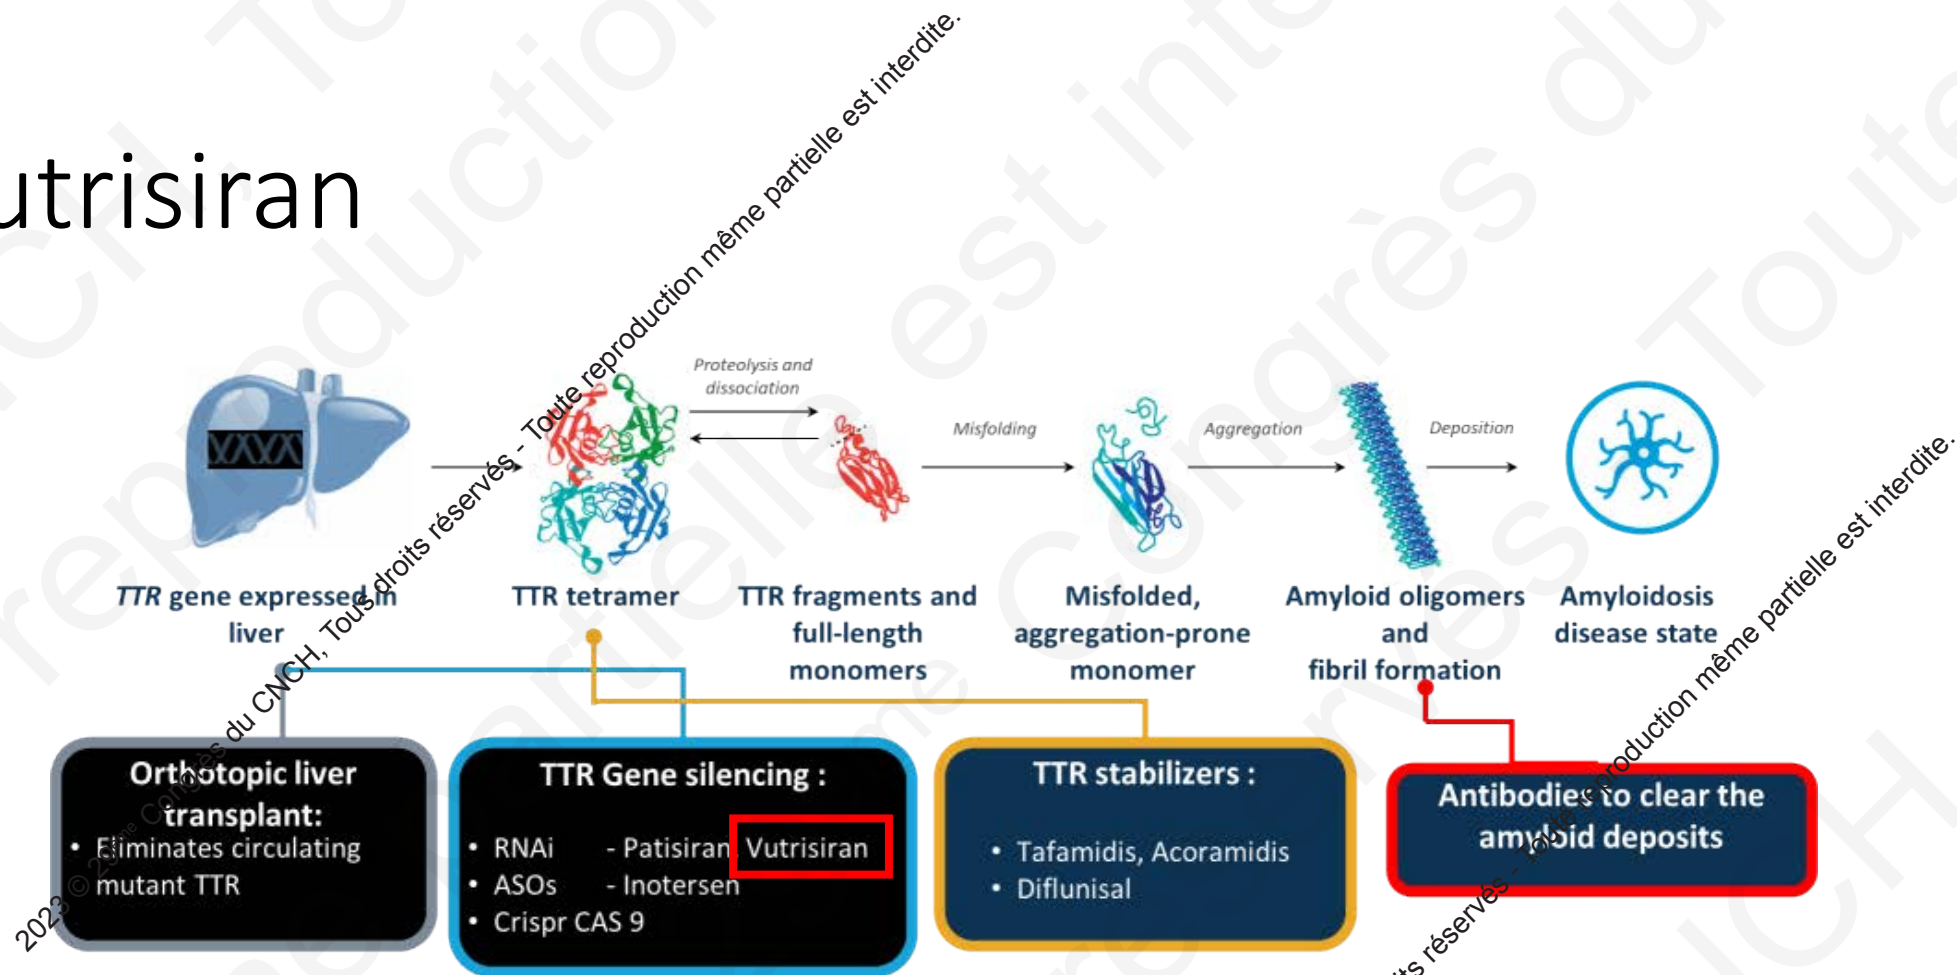 utrisiran
Proteolysis and
dissociation
Misfolding
Aggregation
Deposition
TTR gene expressed in
liver
TTR tetramer
TTR fragments and
full-length
monomers
Misfolded,
aggregation-prone
monomer
Amyloid oligomers
and
fibril formation
Amyloidosis
disease state
Orthotopic liver
transplant:
• Eliminates circulating
mutant TTR
TTR Gene silencing :
• RNAi - Patisiran, Vutrisiran
• ASOs - Inotersen
• Crispr CAS 9
TTR stabilizers :
• Tafamidis, Acoramidis
• Diflunisal
Antibodies to clear the
amyloid deposits
2023 © 29ème Congrès du CNCH, Tous droits réservés - Toute reproduction même partielle est interdite.
réservés - Toute reproduction même partielle est interdite.